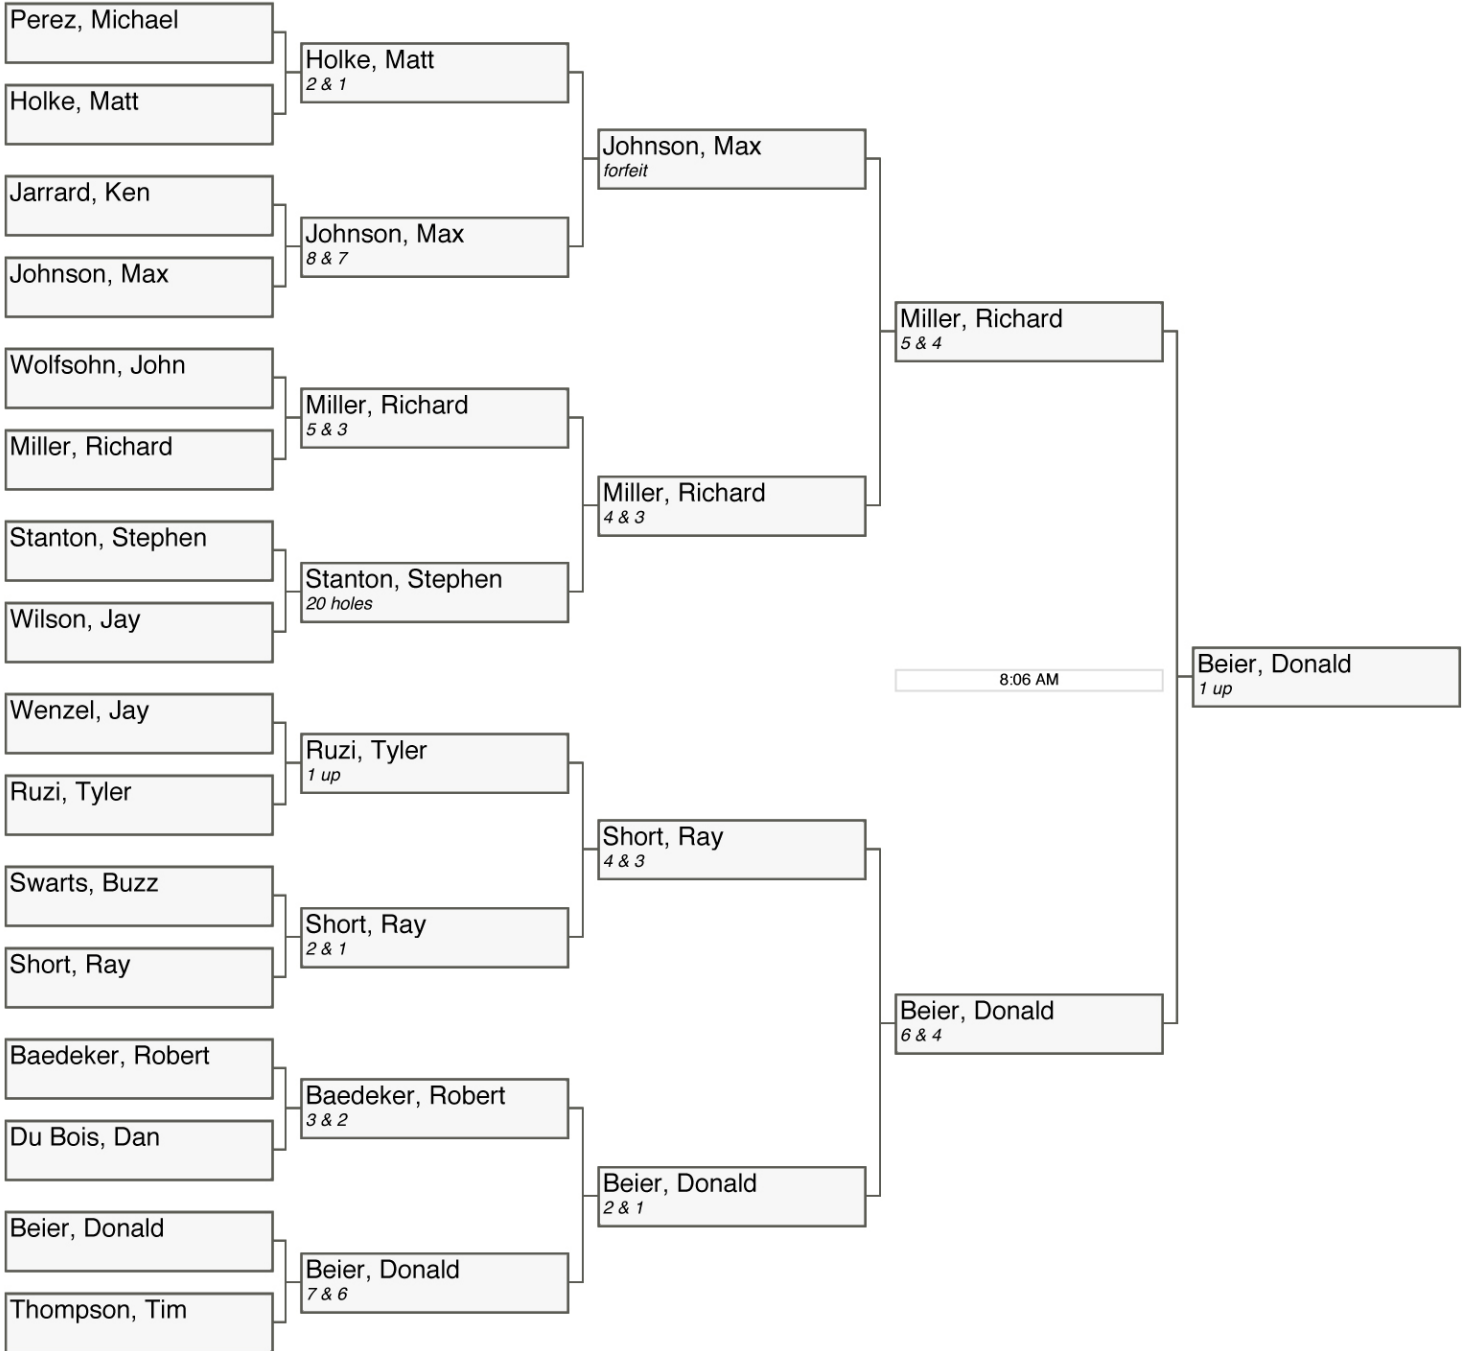 Perez, Michael
Holke, Matt
Jarrard, Ken
Johnson, Max
Wolfsohn, John
Miller, Richard
Stanton, Stephen
Wilson, Jay
Wenzel, Jay
Ruzi, Tyler
Swarts, Buzz
Short, Ray
Baedeker, Robert
Du Bois, Dan
Beier, Donald
Thompson, Tim
Holke, Matt
2 & 1
Johnson, Max
8 & 7
Miller, Richard
5 & 3
Stanton, Stephen
20 holes
Ruzi, Tyler
1 up
Short, Ray
2 & 1
Baedeker, Robert
3 & 2
Beier, Donald
7 & 6
Johnson, Max
forfeit
Miller, Richard
4 & 3
Short, Ray
4 & 3
Beier, Donald
2 & 1
Miller, Richard
5 & 4
8:06 AM
Beier, Donald
6 & 4
Beier, Donald
1 up